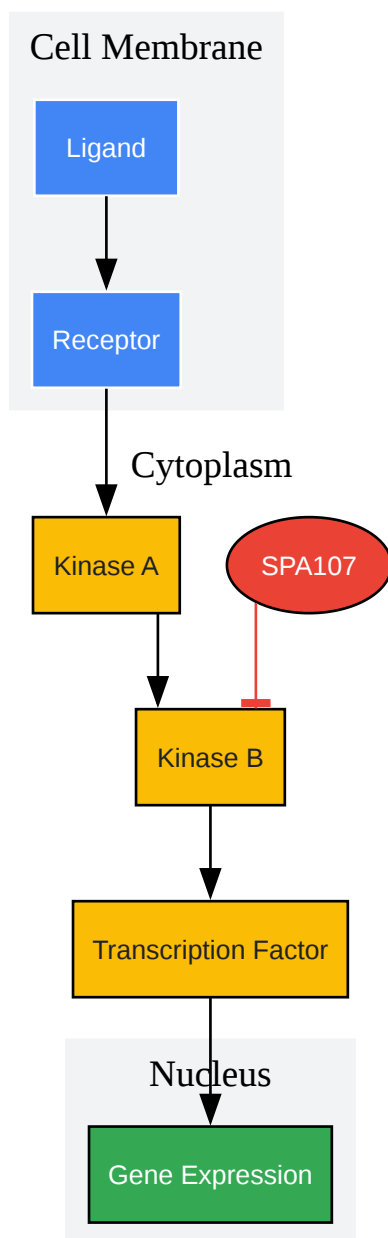 Cell Membrane
Ligand
Receptor
Cytoplasm
Kinase A
SPA107
Kinase B
Transcription Factor
Nucleus
Gene Expression